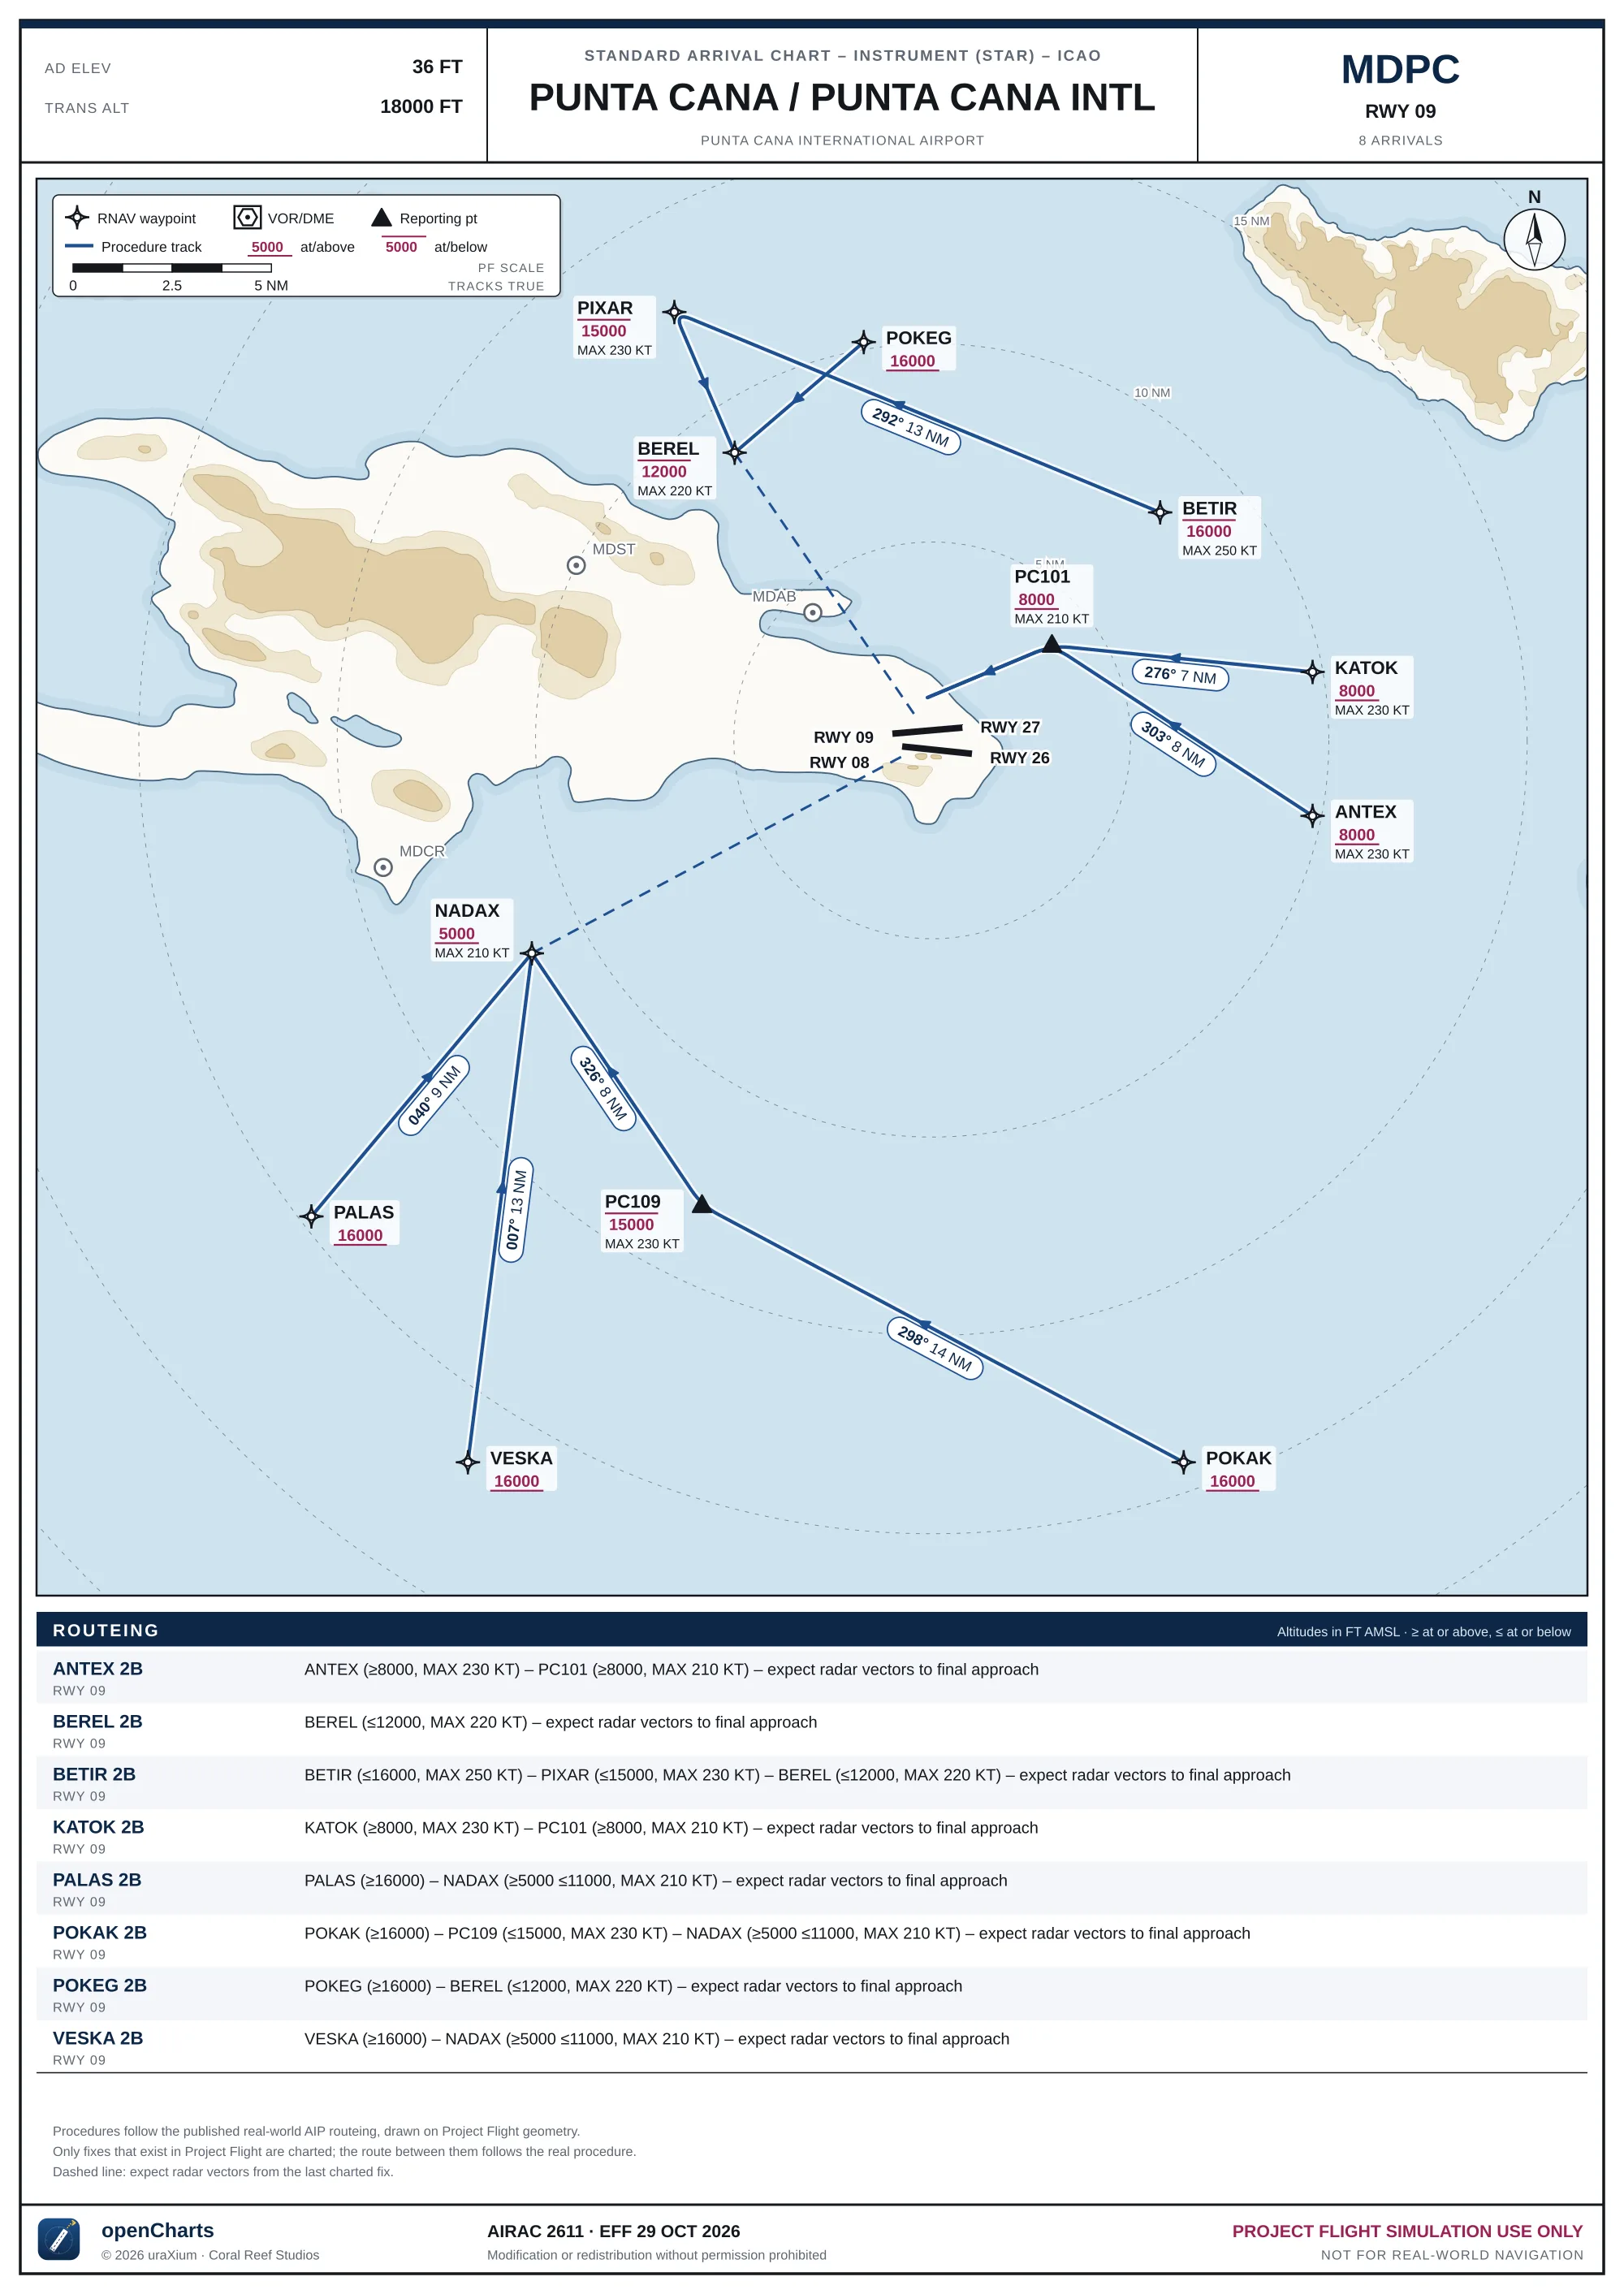 AD ELEV 36 FT
TRANS ALT 18000 FT
STANDARD ARRIVAL CHART – INSTRUMENT (STAR) – ICAO
PUNTA CANA / PUNTA CANA INTL
PUNTA CANA INTERNATIONAL AIRPORT
MDPC
RWY 09
8 ARRIVALS
RNAV waypoint VOR/DME Reporting pt
Procedure track 5000 at/above 5000 at/below
PF SCALE
0 2.5 5 NM TRACKS TRUE
N
15 NM
PIXAR
15000
MAX 230 KT
POKEG
16000
10 NM
292° 13 NM
BEREL
12000
MAX 220 KT
BETIR
16000
MAX 250 KT
MDST
5 NM
PC101
8000
MAX 210 KT
MDAB
276° 7 NM
KATOK
8000
MAX 230 KT
303° 8 NM
RWY 09
RWY 27
RWY 08
RWY 26
ANTEX
8000
MAX 230 KT
MDCR
NADAX
5000
MAX 210 KT
040° 9 NM
326° 8 NM
007° 13 NM
PALAS
16000
PC109
15000
MAX 230 KT
298° 14 NM
VESKA
16000
POKAK
16000
ROUTEING Altitudes in FT AMSL · ≥ at or above, ≤ at or below
ANTEX 2B ANTEX (≥8000, MAX 230 KT) – PC101 (≥8000, MAX 210 KT) – expect radar vectors to final approach
RWY 09
BEREL 2B BEREL (≤12000, MAX 220 KT) – expect radar vectors to final approach
RWY 09
BETIR 2B BETIR (≤16000, MAX 250 KT) – PIXAR (≤15000, MAX 230 KT) – BEREL (≤12000, MAX 220 KT) – expect radar vectors to final approach
RWY 09
KATOK 2B KATOK (≥8000, MAX 230 KT) – PC101 (≥8000, MAX 210 KT) – expect radar vectors to final approach
RWY 09
PALAS 2B PALAS (≥16000) – NADAX (≥5000 ≤11000, MAX 210 KT) – expect radar vectors to final approach
RWY 09
POKAK 2B POKAK (≥16000) – PC109 (≤15000, MAX 230 KT) – NADAX (≥5000 ≤11000, MAX 210 KT) – expect radar vectors to final approach
RWY 09
POKEG 2B POKEG (≥16000) – BEREL (≤12000, MAX 220 KT) – expect radar vectors to final approach
RWY 09
VESKA 2B VESKA (≥16000) – NADAX (≥5000 ≤11000, MAX 210 KT) – expect radar vectors to final approach
RWY 09
Procedures follow the published real-world AIP routeing, drawn on Project Flight geometry.
Only fixes that exist in Project Flight are charted; the route between them follows the real procedure.
Dashed line: expect radar vectors from the last charted fix.
openCharts
© 2026 uraXium · Coral Reef Studios
AIRAC 2611 · EFF 29 OCT 2026
Modification or redistribution without permission prohibited
PROJECT FLIGHT SIMULATION USE ONLY
NOT FOR REAL-WORLD NAVIGATION